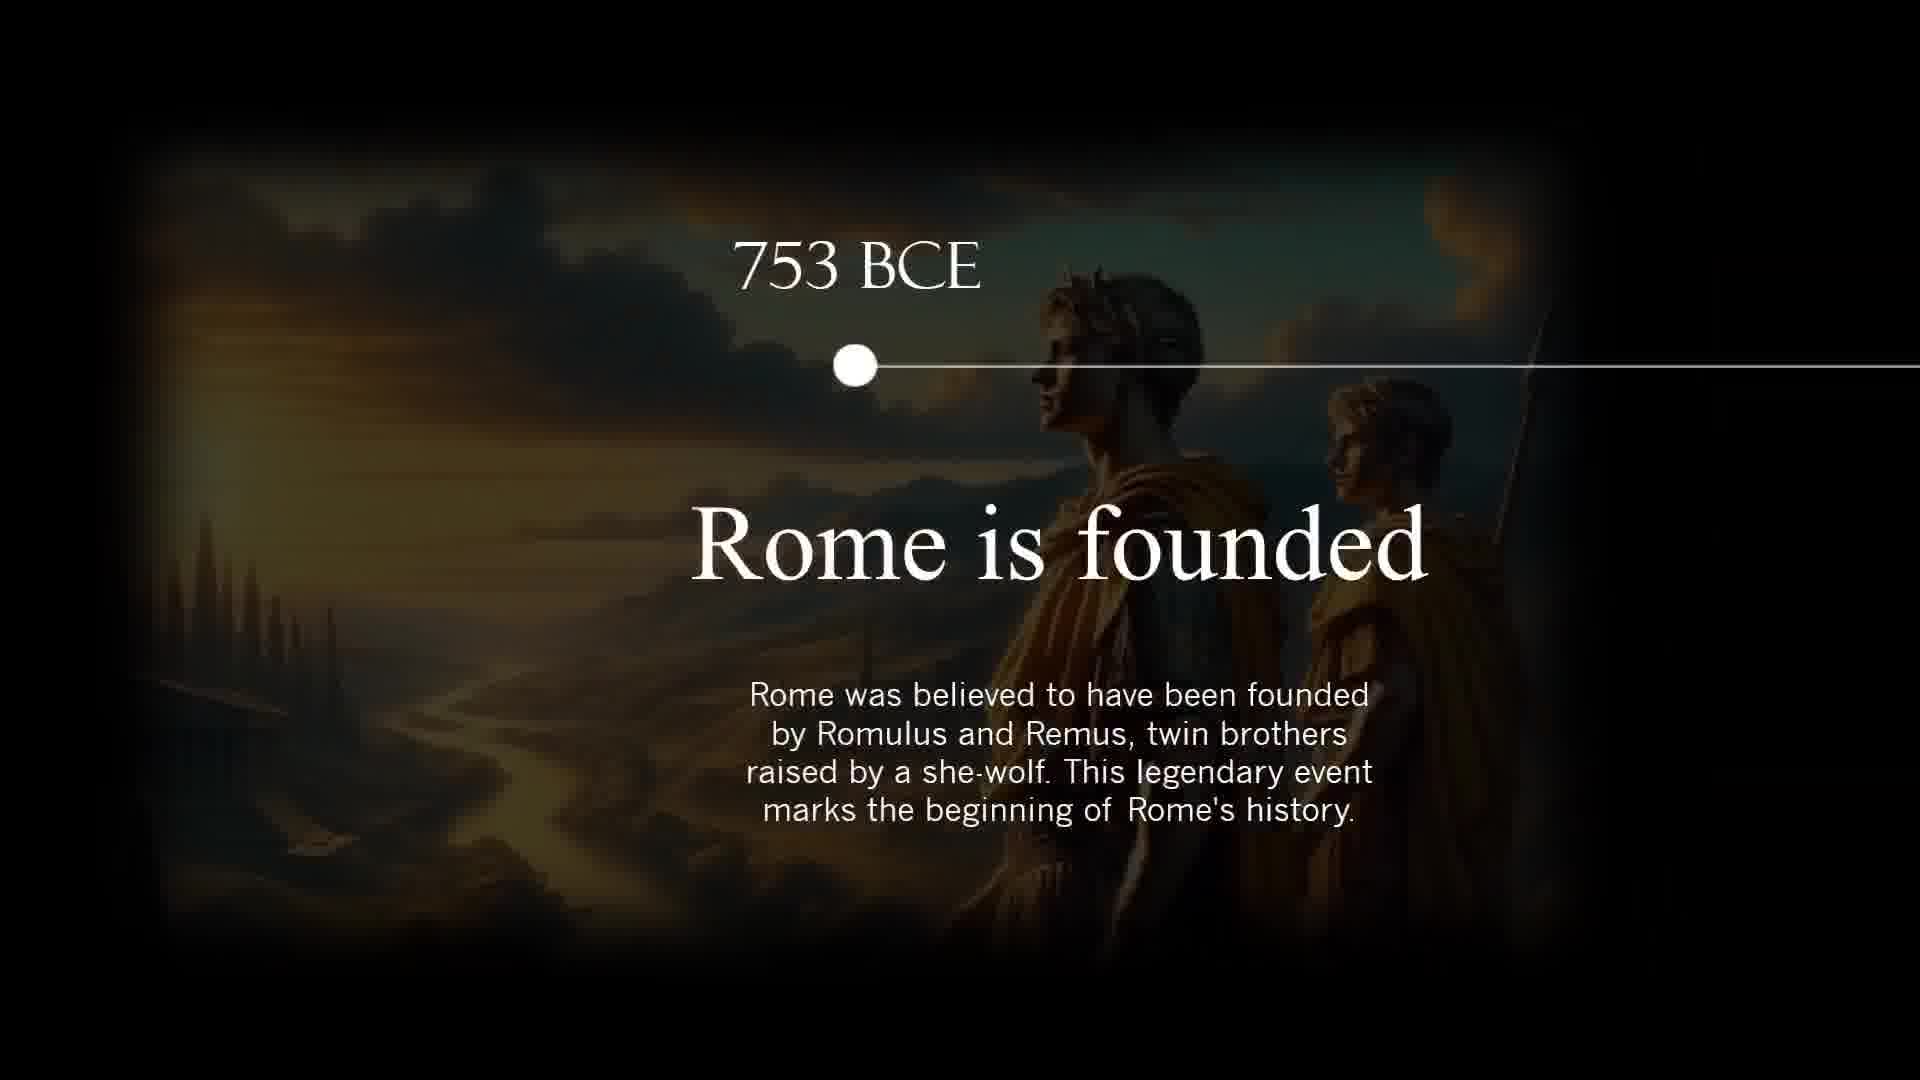 753 BCE
Rome is founded
Rome was believed to have been founded
by Romulus and Remus, twin brothers
raised by a she-wolf. This legendary event
marks the beginning of Rome's history.